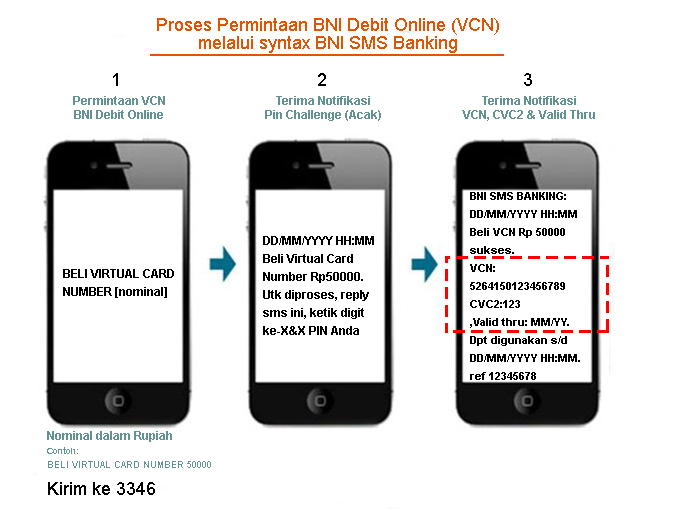 Proses Permintaan BNI Debit Online (VCN)
melalui syntax BNI SMS Banking
1
Permintaan VCN
BNI Debit Online
BELI VIRTUAL CARD
NUMBER [nominal]
Nominal dalam Rupiah
Contoh:
BELI VIRTUAL CARD NUMBER 50000
Kirim ke 3346
2
Terima Notifikasi
Pin Challenge (Acak)
DD/MM/YYYY HH:MM
Beli Virtual Card
Number Rp50000.
Utk diproses, reply
sms ini, ketik digit
ke-X&X PIN Anda
3
Terima Notifikasi
VCN, CVC2 & Valid Thru
BNI SMS BANKING:
DD/MM/YYYY HH:MM
Beli VCN Rp 50000
sukses.
VCN:
5264150123456789
CVC2:123
,Valid thru: MM/YY.
Dpt digunakan s/d
DD/MM/YYYY HH:MM.
ref 12345678